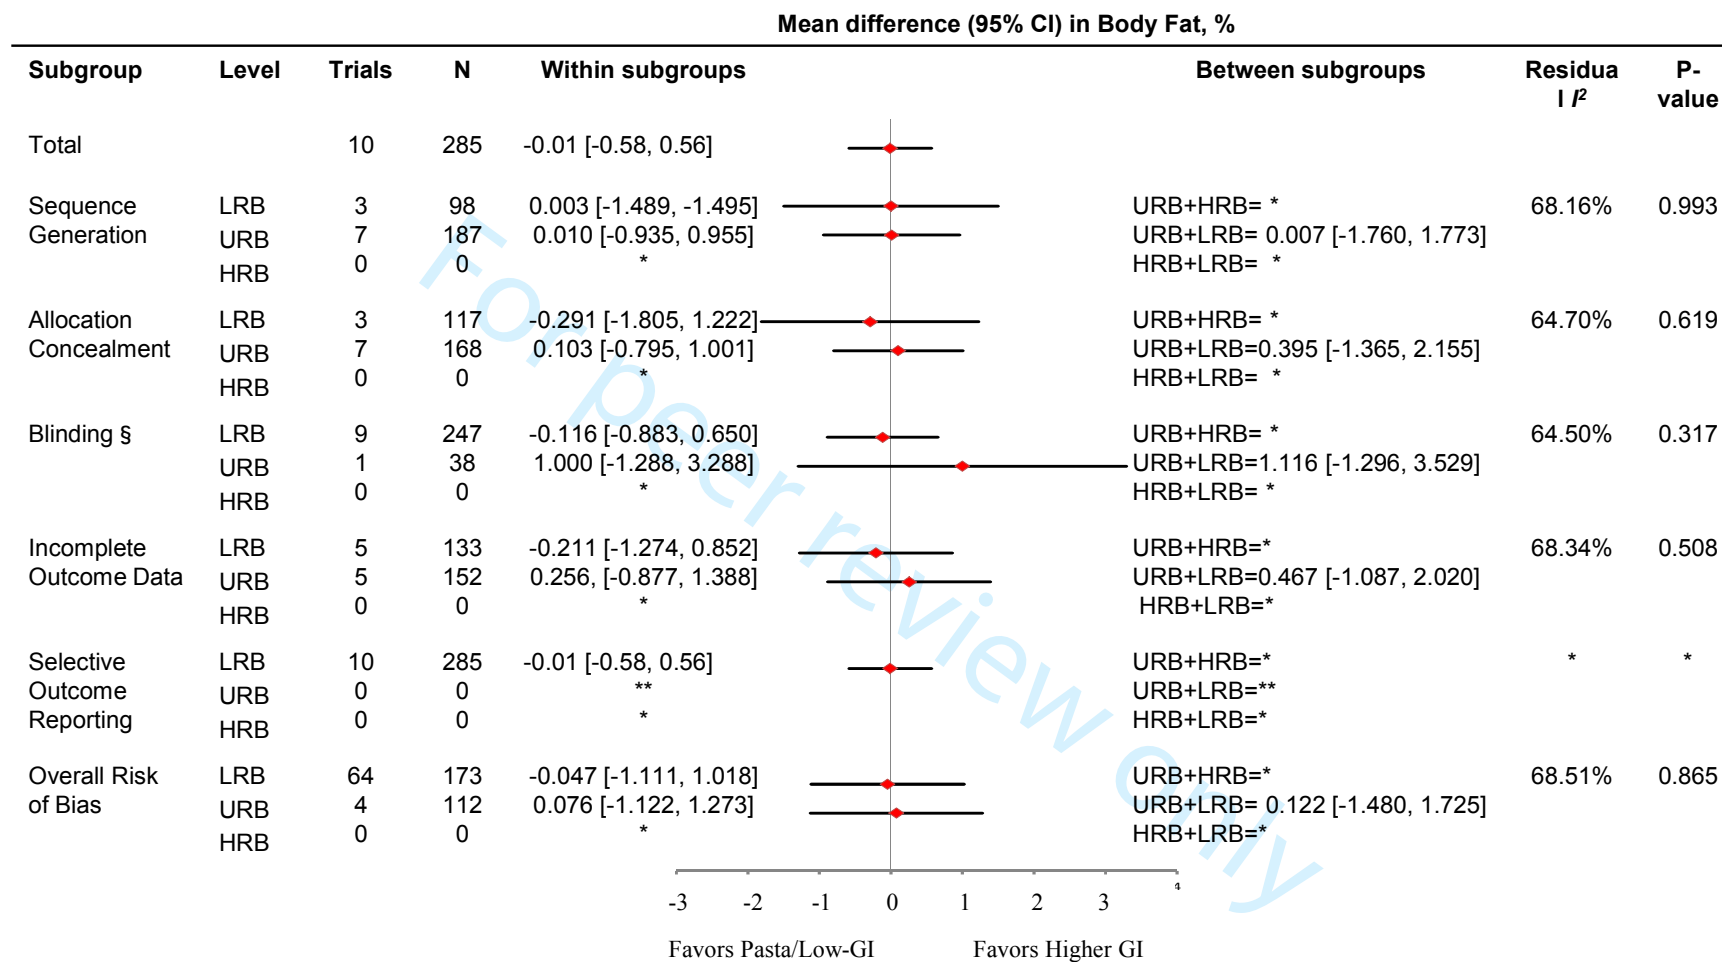 Mean difference (95% CI) in Body Fat, %
Subgroup Level Trials N Within subgroups Between subgroups Residua P-
l I² value
Total 10 285 -0.01 [-0.58, 0.56]
Sequence LRB 3 98 0.003 [-1.489, -1.495] URB+HRB= * 68.16% 0.993
Generation URB 7 187 0.010 [-0.935, 0.955] URB+LRB= 0.007 [-1.760, 1.773]
HRB 0 0 * HRB+LRB= *
Allocation LRB 3 117 -0.291 [-1.805, 1.222] URB+HRB= * 64.70% 0.619
Concealment URB 7 168 0.103 [-0.795, 1.001] URB+LRB=0.395 [-1.365, 2.155]
HRB 0 0 * HRB+LRB= *
Blinding § LRB 9 247 -0.116 [-0.883, 0.650] URB+HRB= * 64.50% 0.317
URB 1 38 1.000 [-1.288, 3.288] URB+LRB=1.116 [-1.296, 3.529]
HRB 0 0 * HRB+LRB= *
Incomplete LRB 5 133 -0.211 [-1.274, 0.852] URB+HRB=* 68.34% 0.508
Outcome Data URB 5 152 0.256, [-0.877, 1.388] URB+LRB=0.467 [-1.087, 2.020]
HRB 0 0 * HRB+LRB=*
Selective LRB 10 285 -0.01 [-0.58, 0.56] URB+HRB=* * *
Outcome URB 0 0 ** URB+LRB=**
Reporting HRB 0 0 * HRB+LRB=*
Overall Risk LRB 64 173 -0.047 [-1.111, 1.018] URB+HRB=* 68.51% 0.865
of Bias URB 4 112 0.076 [-1.122, 1.273] URB+LRB= 0.122 [-1.480, 1.725]
HRB 0 0 * HRB+LRB=*
-3 -2 -1 0 1 2 3 4
Favors Pasta/Low-GI Favors Higher GI
For peer review only